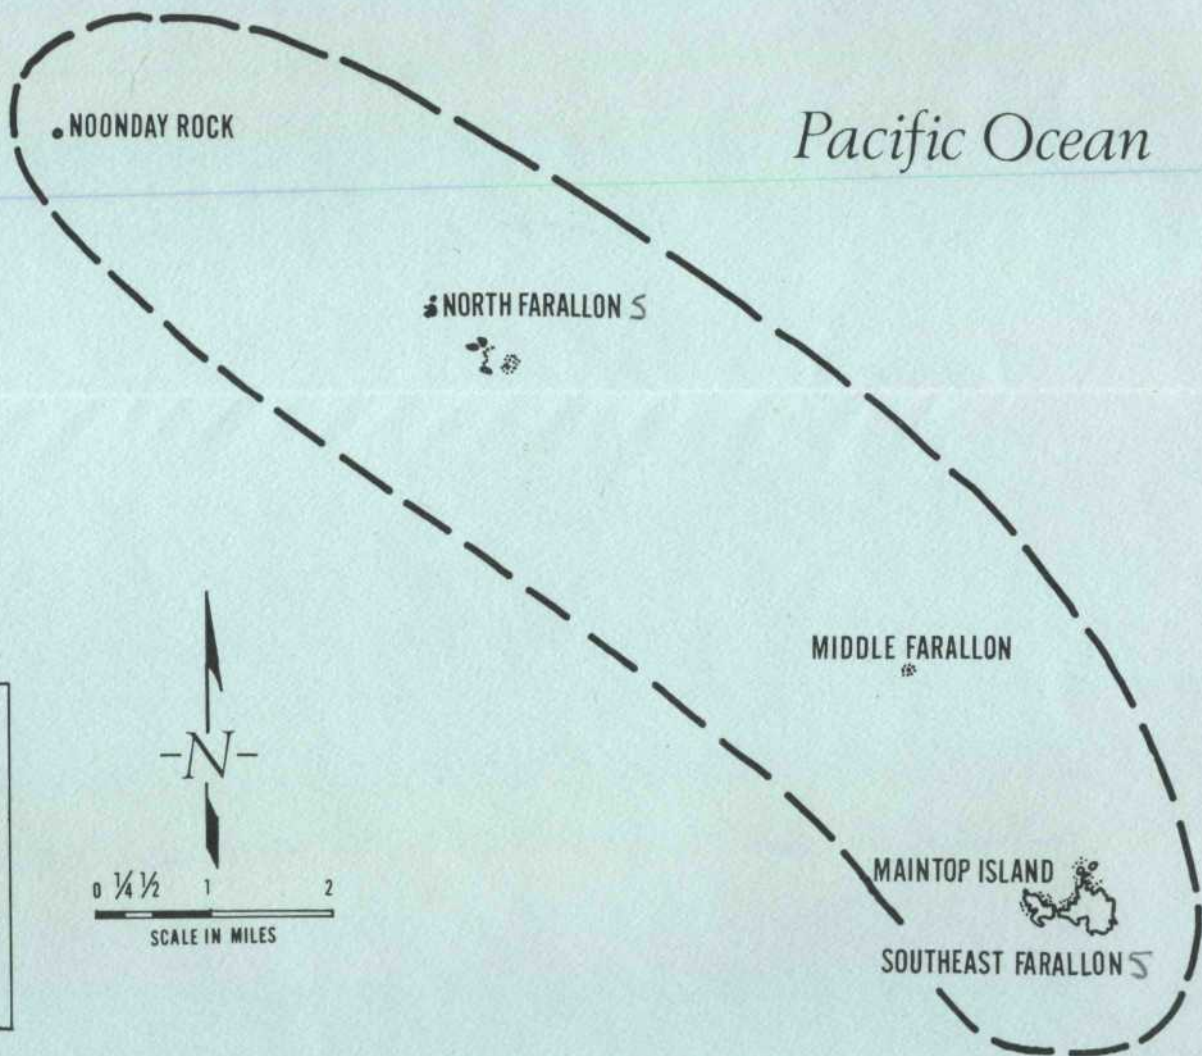 Pacific Ocean
NOONDAY ROCK
NORTH FARALLON S
MIDDLE FARALLON
-N-
MAINTOP ISLAND
0 ¼ ½ 1 2
SCALE IN MILES
SOUTHEAST FARALLON S